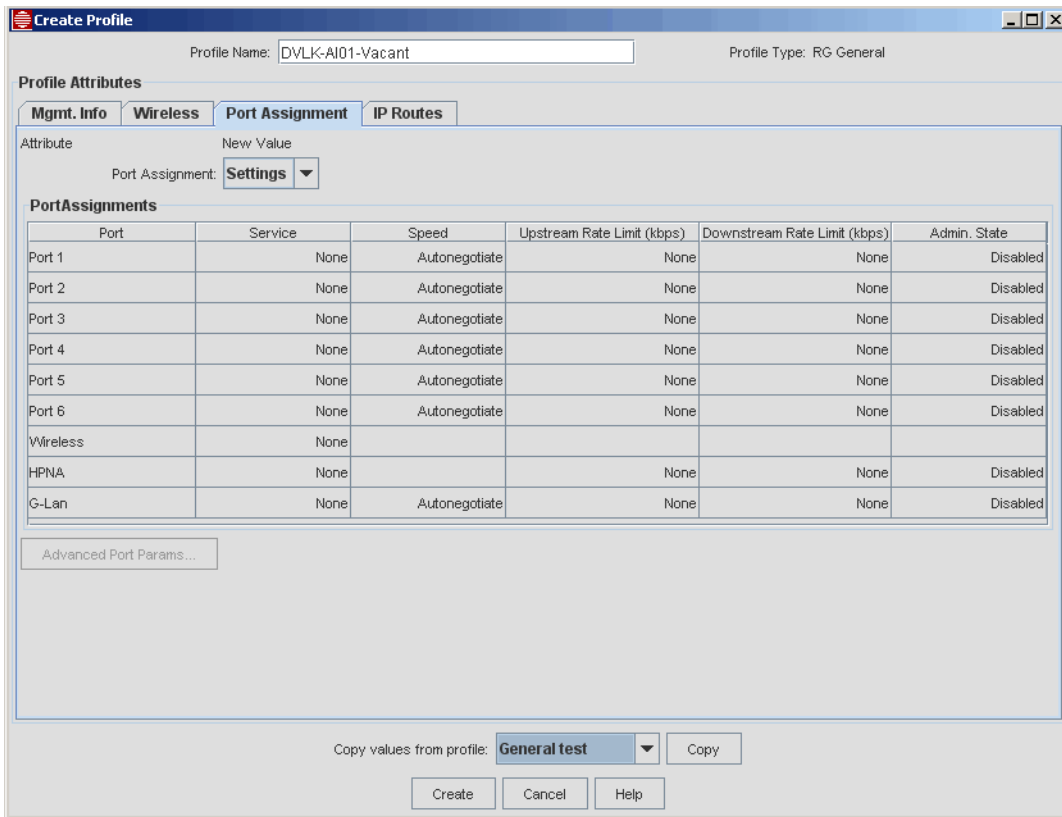 Create Profile
Profile Name: DVLK-AI01-Vacant Profile Type: RG General
Profile Attributes
Mgmt. Info Wireless Port Assignment IP Routes
Attribute New Value
Port Assignment: Settings
PortAssignments
Port Service Speed Upstream Rate Limit (kbps) Downstream Rate Limit (kbps) Admin. State
Port 1 None Autonegotiate None None Disabled
Port 2 None Autonegotiate None None Disabled
Port 3 None Autonegotiate None None Disabled
Port 4 None Autonegotiate None None Disabled
Port 5 None Autonegotiate None None Disabled
Port 6 None Autonegotiate None None Disabled
Wireless None
HPNA None None None Disabled
G-Lan None Autonegotiate None None Disabled
Advanced Port Params...
Copy values from profile: General test Copy
Create Cancel Help